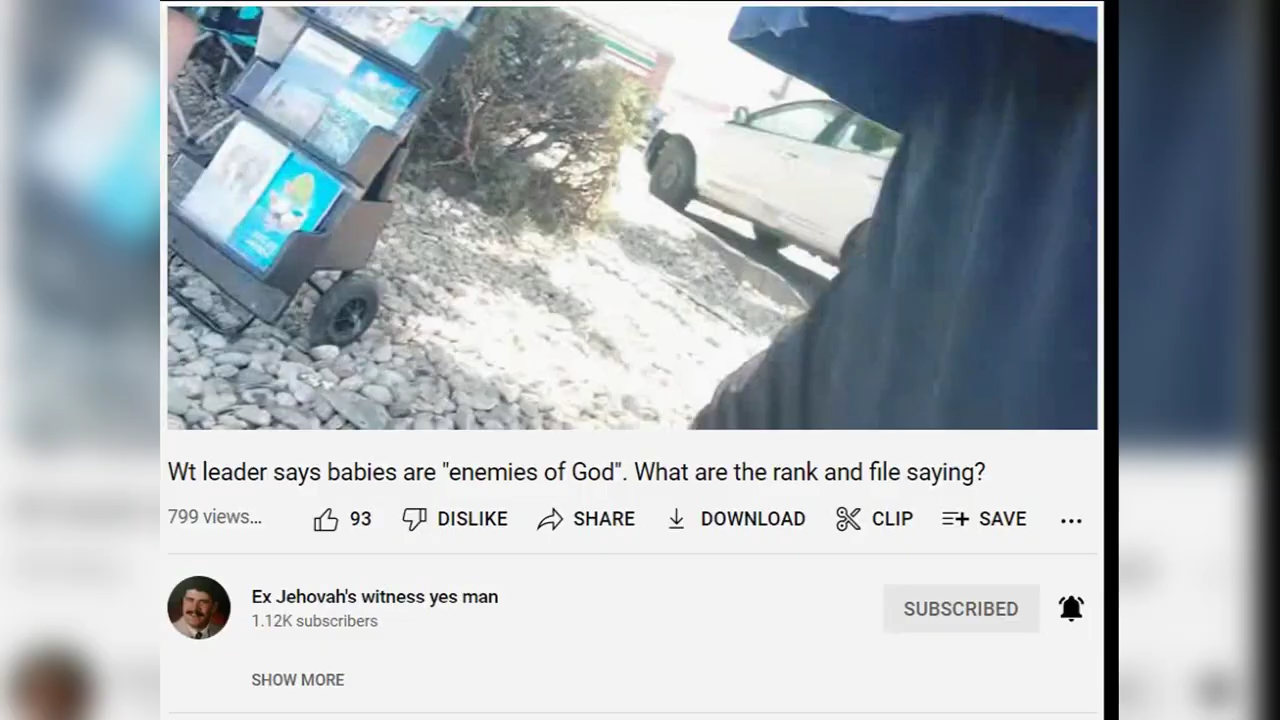 Wt leader says babies are "enemies of God". What are the rank and file saying?
799 views...
93
DISLIKE
SHARE
DOWNLOAD
CLIP
SAVE
Ex Jehovah's witness yes man
1.12K subscribers
SUBSCRIBED
SHOW MORE